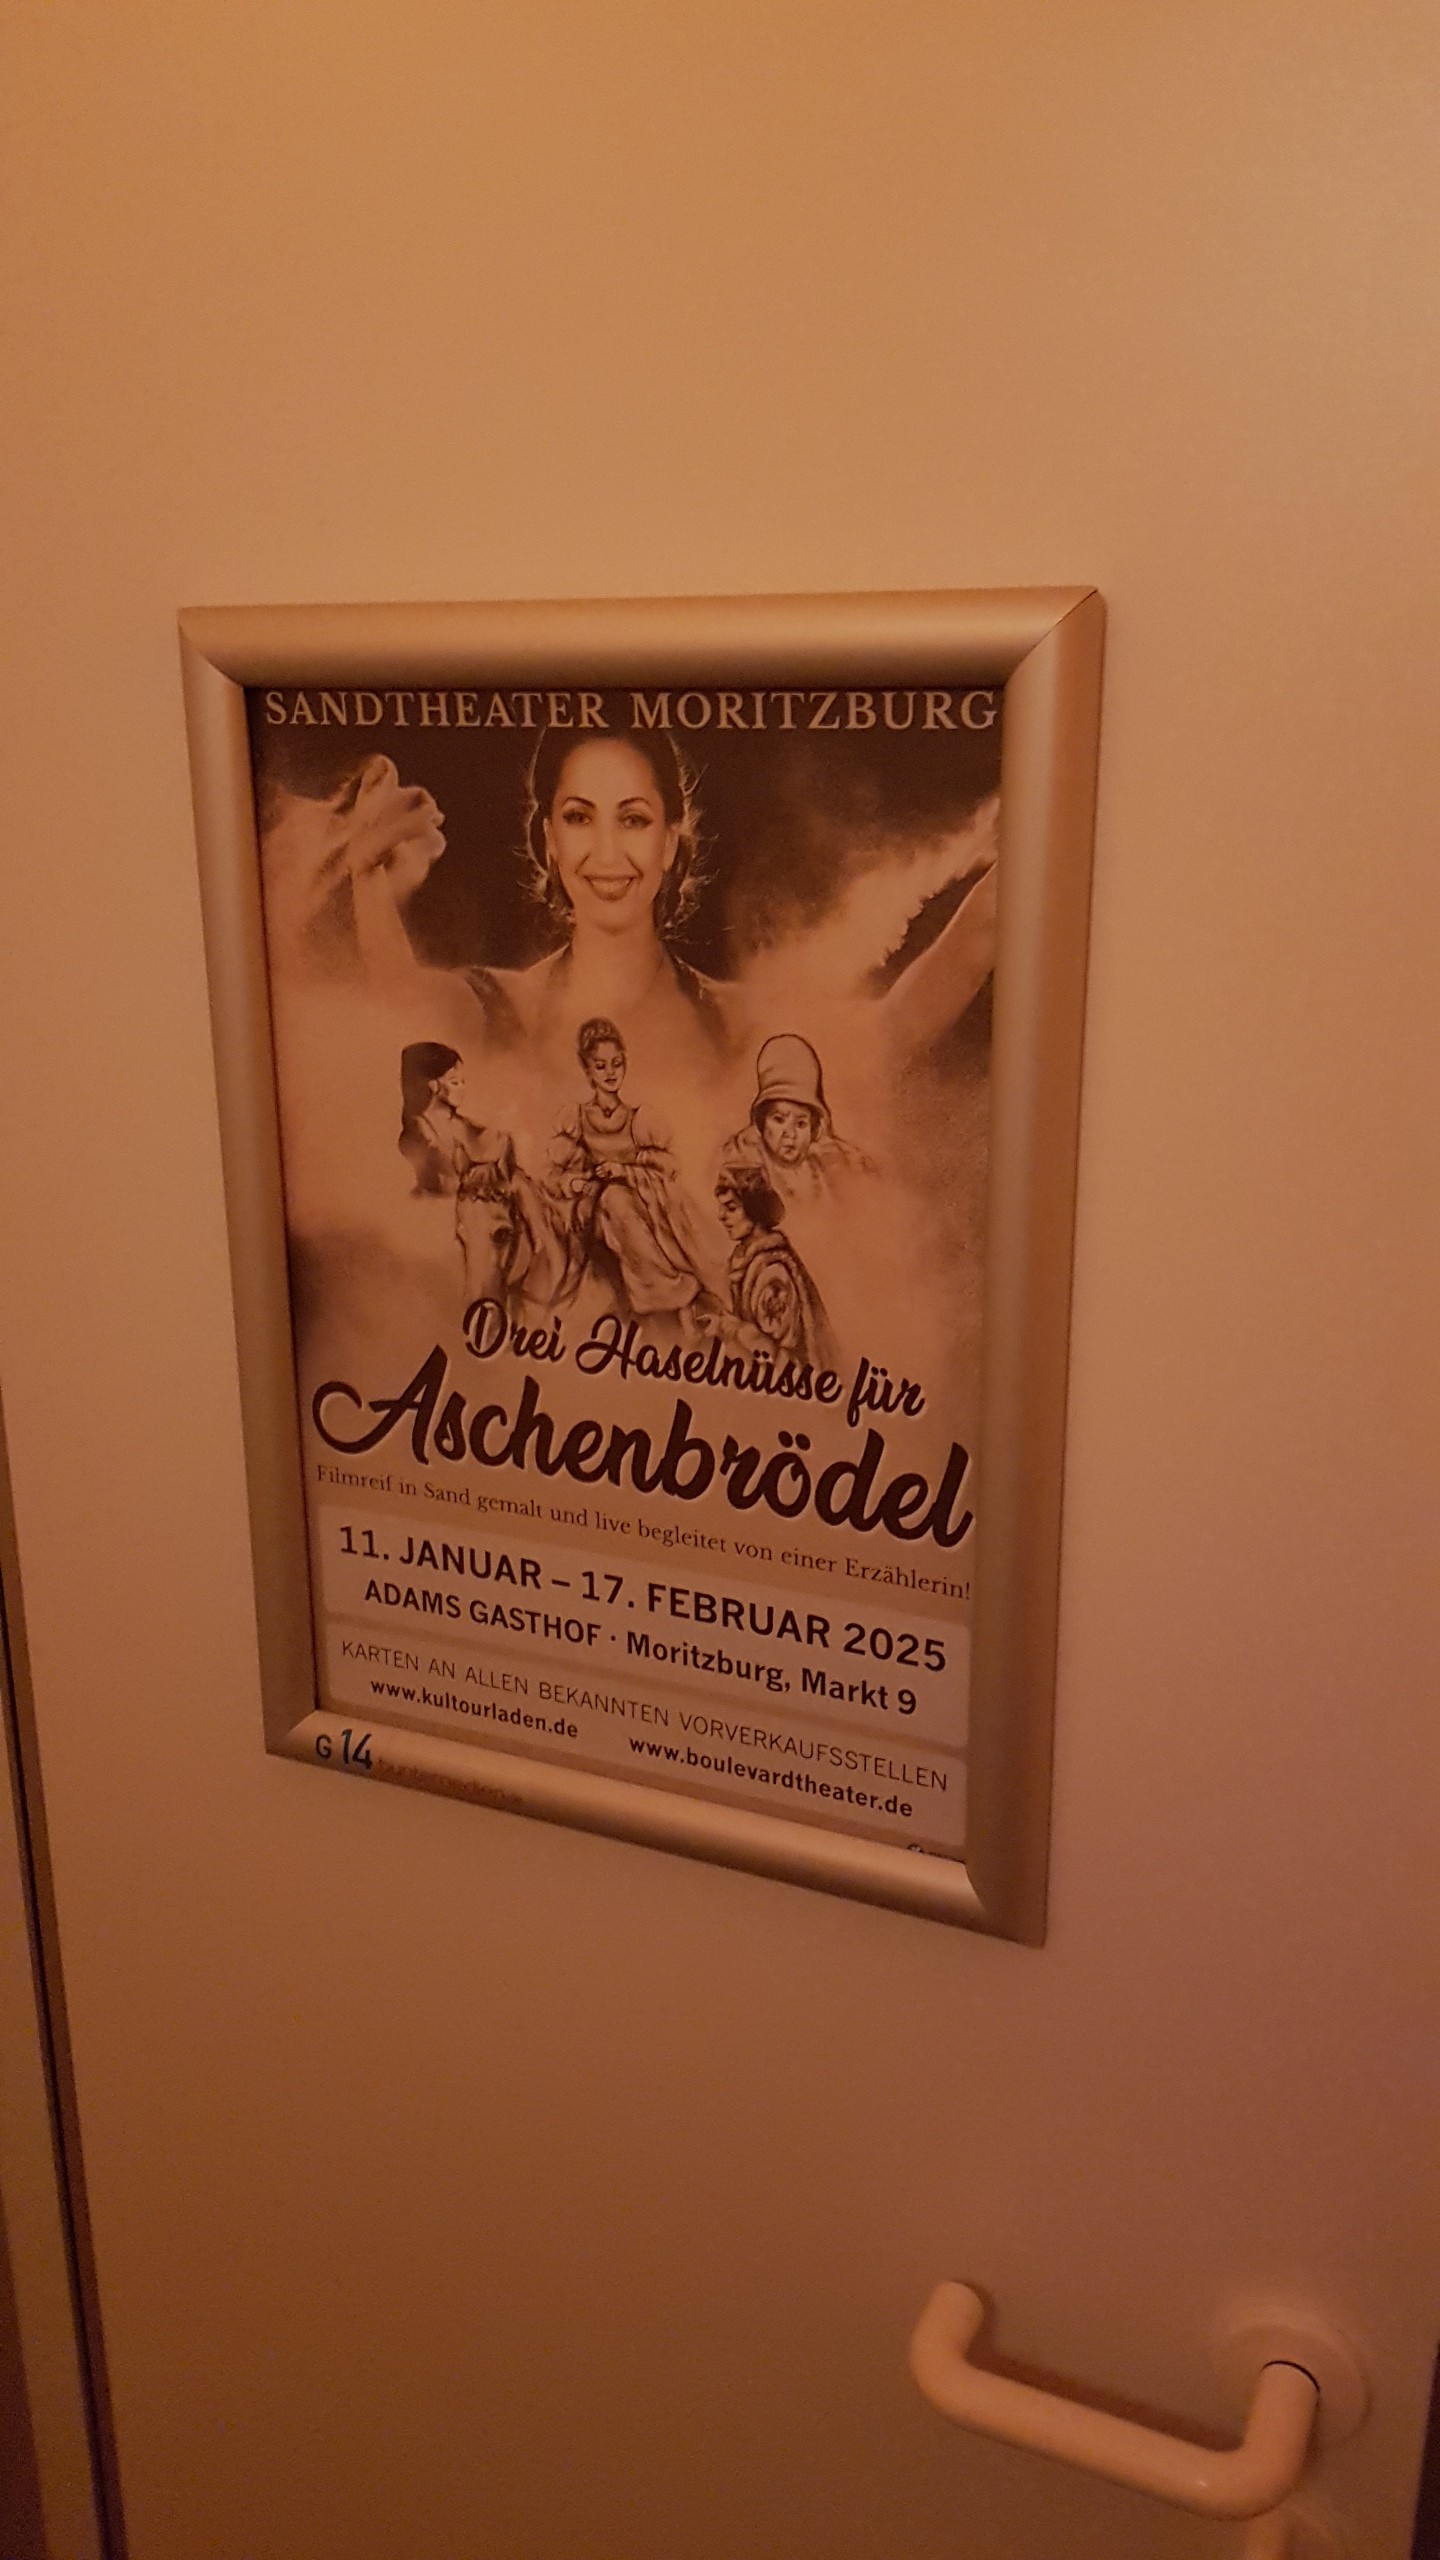 SANDTHEATER MORITZBURG
Drei Haselnüsse für
Aschenbrödel
Filmreif in Sand gemalt und live begleitet von einer Erzählerin!
11. JANUAR – 17. FEBRUAR 2025
ADAMS GASTHOF · Moritzburg, Markt 9
KARTEN AN ALLEN BEKANNTEN VORVERKAUFSSTELLEN
www.kultourladen.de www.boulevardtheater.de
G 14